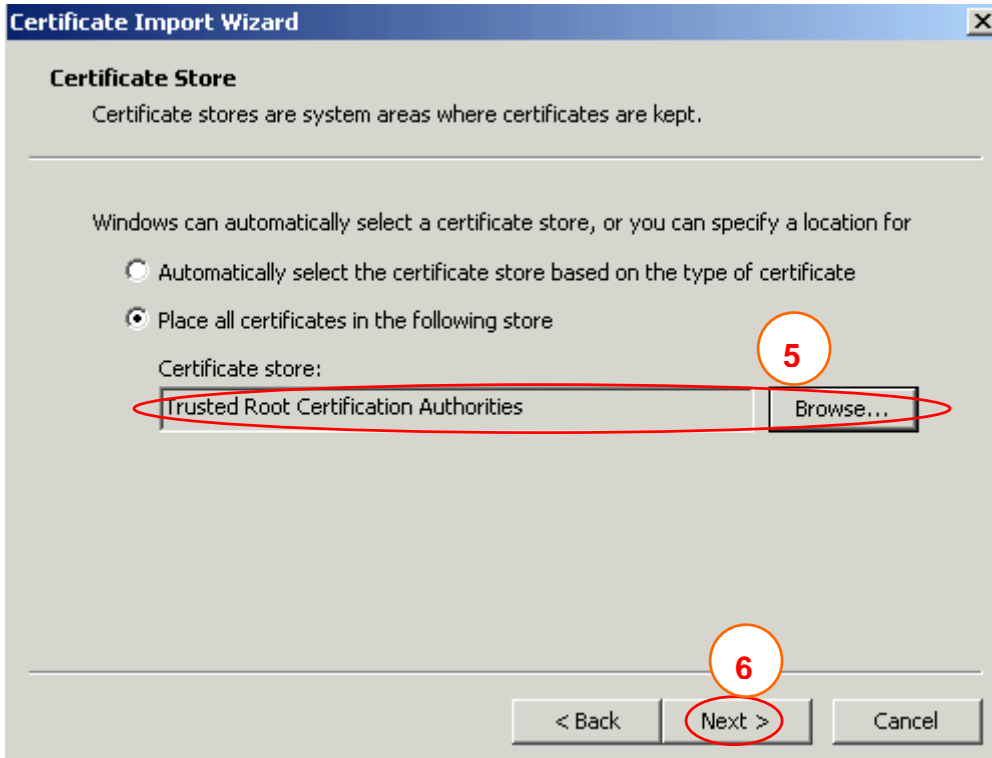 Certificate Import Wizard
Certificate Store
Certificate stores are system areas where certificates are kept.
Windows can automatically select a certificate store, or you can specify a location for
Automatically select the certificate store based on the type of certificate
Place all certificates in the following store
5
Certificate store:
Trusted Root Certification Authorities Browse...
6
< Back Next > Cancel